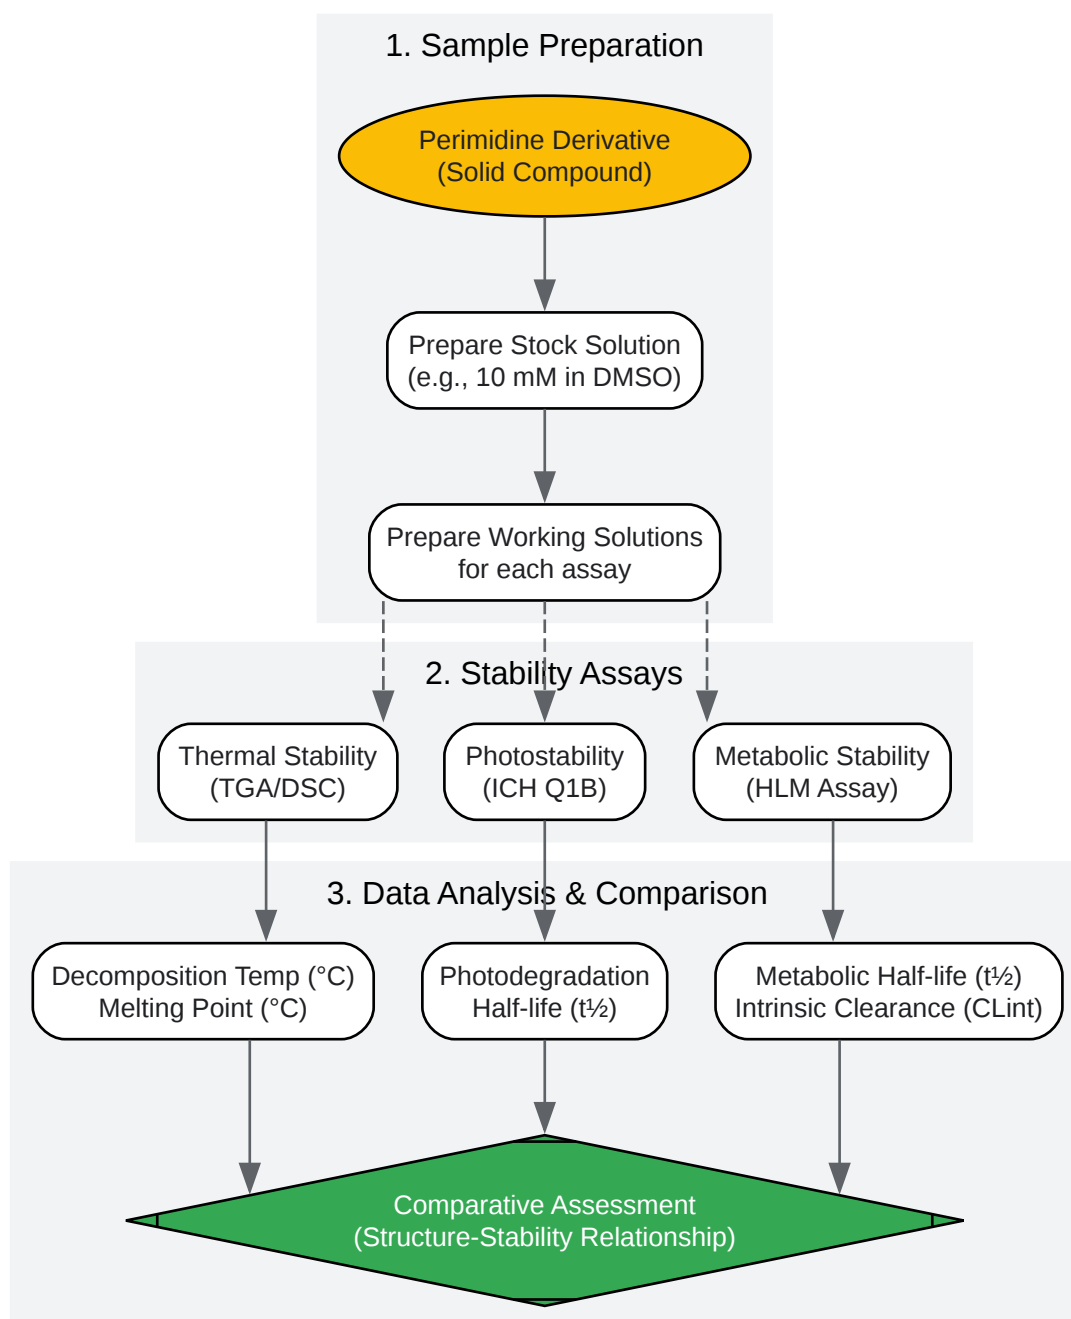 1. Sample Preparation
Perimidine Derivative
(Solid Compound)
Prepare Stock Solution
(e.g., 10 mM in DMSO)
Prepare Working Solutions
for each assay
2. Stability Assays
Thermal Stability
(TGA/DSC)
Photostability
(ICH Q1B)
Metabolic Stability
(HLM Assay)
3. Data Analysis & Comparison
Decomposition Temp (°C)
Melting Point (°C)
Photodegradation
Half-life (t½)
Metabolic Half-life (t½)
Intrinsic Clearance (CLint)
Comparative Assessment
(Structure-Stability Relationship)